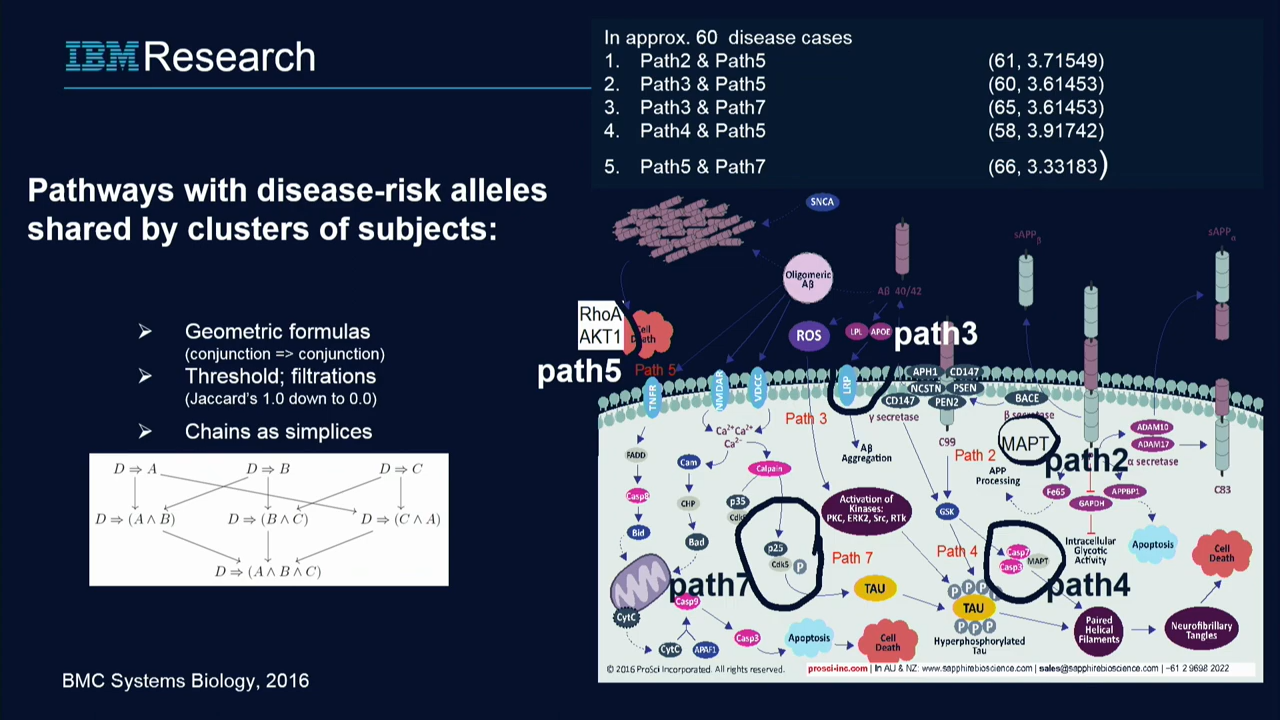 IBM Research
In approx. 60 disease cases
1. Path2 & Path5 (61, 3.71549)
2. Path3 & Path5 (60, 3.61453)
3. Path3 & Path7 (65, 3.61453)
4. Path4 & Path5 (58, 3.91742)
5. Path5 & Path7 (66, 3.33183)
Pathways with disease-risk alleles
shared by clusters of subjects:
➢ Geometric formulas
(conjunction => conjunction)
➢ Threshold; filtrations
(Jaccard's 1.0 down to 0.0)
➢ Chains as simplices
D ⇒ A D ⇒ B D ⇒ C
D ⇒ (A ∧ B) D ⇒ (B ∧ C) D ⇒ (C ∧ A)
D ⇒ (A ∧ B ∧ C)
BMC Systems Biology, 2016
SNCA
sAPPβ
sAPPα
Oligomeric
Aβ
Aβ 40/42
RhoA
AKT1
Cell
Death
ROS
LPL
APOE
path3
path5
Path 5
TNFR
NMDAR
VDCC
LRP
APH1
CD147
NCSTN
PSEN
CD147
PEN2
γ secretase
BACE
β secretase
Path 3
Ca²⁺Ca²⁺
Ca²⁻
C99
MAPT
Path 2
path2
ADAM10
ADAM17
α secretase
FADD
Cam
Calpain
Aβ
Aggregation
APP
Processing
Fe65
APPBP1
GAPDH
C83
Casp8
CHP
p35
Cdk5
Activation of
Kinases:
PKC, ERK2, Src, RTk
GSK
Bid
Bad
p25
Cdk5
P
Path 7
Path 4
Casp7
Casp3
MAPT
Intracellular
Glycotic
Activity
Apoptosis
Cell
Death
path7
path4
Casp9
TAU
P P P P
TAU
P P P
Hyperphosphorylated
Tau
CytC
CytC
APAF1
Casp3
Apoptosis
Cell
Death
Paired
Helical
Filaments
Neurofibrillary
Tangles
© 2016 ProSci Incorporated. All rights reserved. prosci-inc.com | In AU & NZ: www.sapphirebioscience.com | sales@sapphirebioscience.com | +61 2 9698 2022